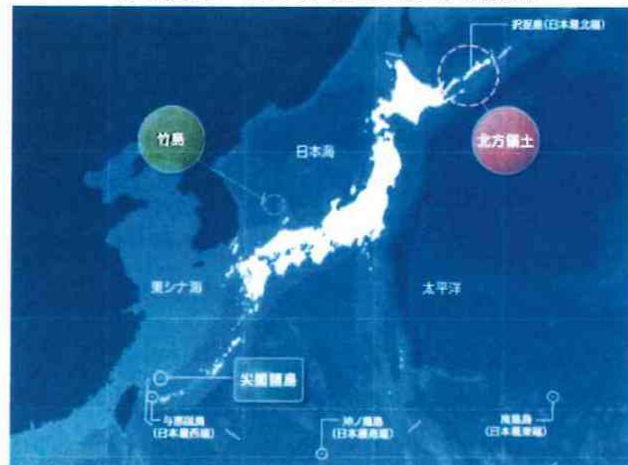 択捉島(日本最北端)
竹島
北方領土
日本海
東シナ海
太平洋
尖閣諸島
与那国島
(日本最西端)
沖ノ鳥島
(日本最南端)
南鳥島
(日本最東端)